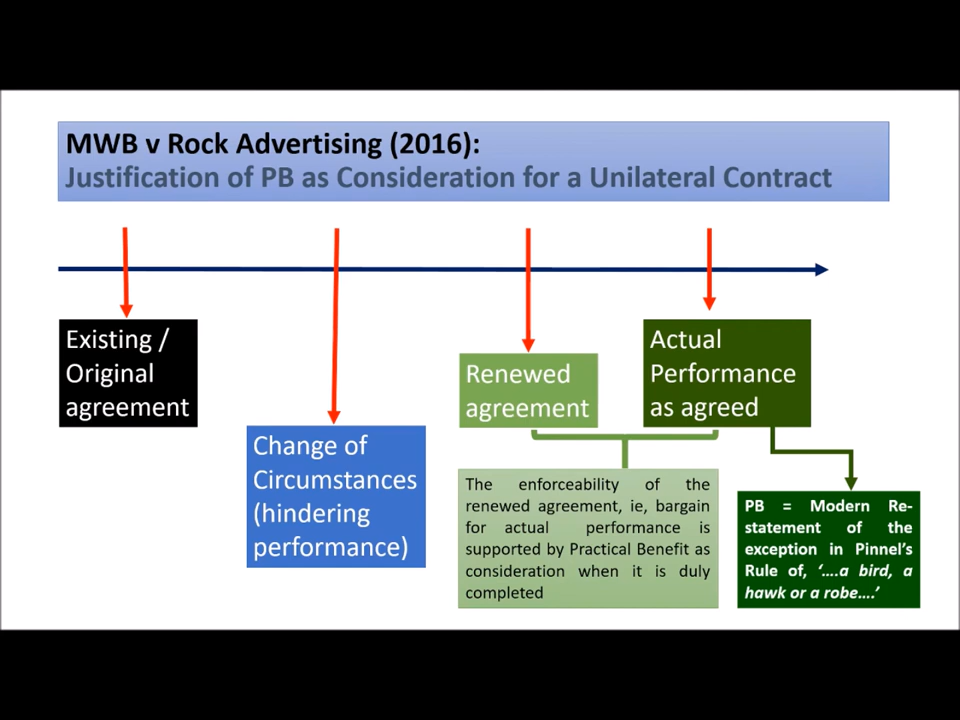 MWB v Rock Advertising (2016):
Justification of PB as Consideration for a Unilateral Contract
Existing /
Original
agreement
Change of
Circumstances
(hindering
performance)
Renewed
agreement
Actual
Performance
as agreed
The enforceability of the
renewed agreement, ie, bargain
for actual performance is
supported by Practical Benefit as
consideration when it is duly
completed
PB = Modern Re-
statement of the
exception in Pinnel’s
Rule of, ‘….a bird, a
hawk or a robe….’